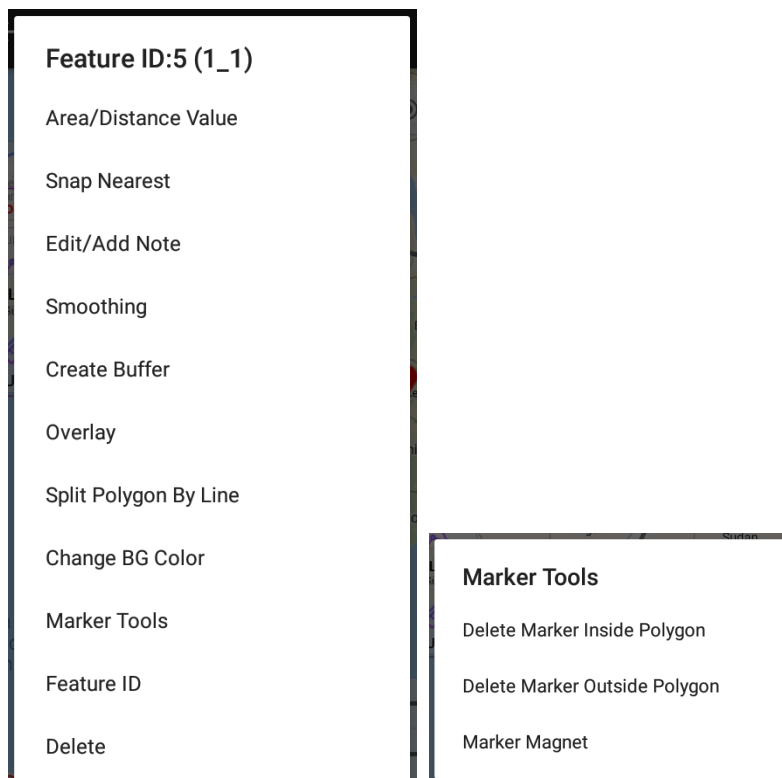 Feature ID:5 (1_1)
Area/Distance Value
Snap Nearest
Edit/Add Note
Smoothing
Create Buffer
Overlay
Split Polygon By Line
Change BG Color
Marker Tools
Feature ID
Delete
Sudan
Marker Tools
Delete Marker Inside Polygon
Delete Marker Outside Polygon
Marker Magnet